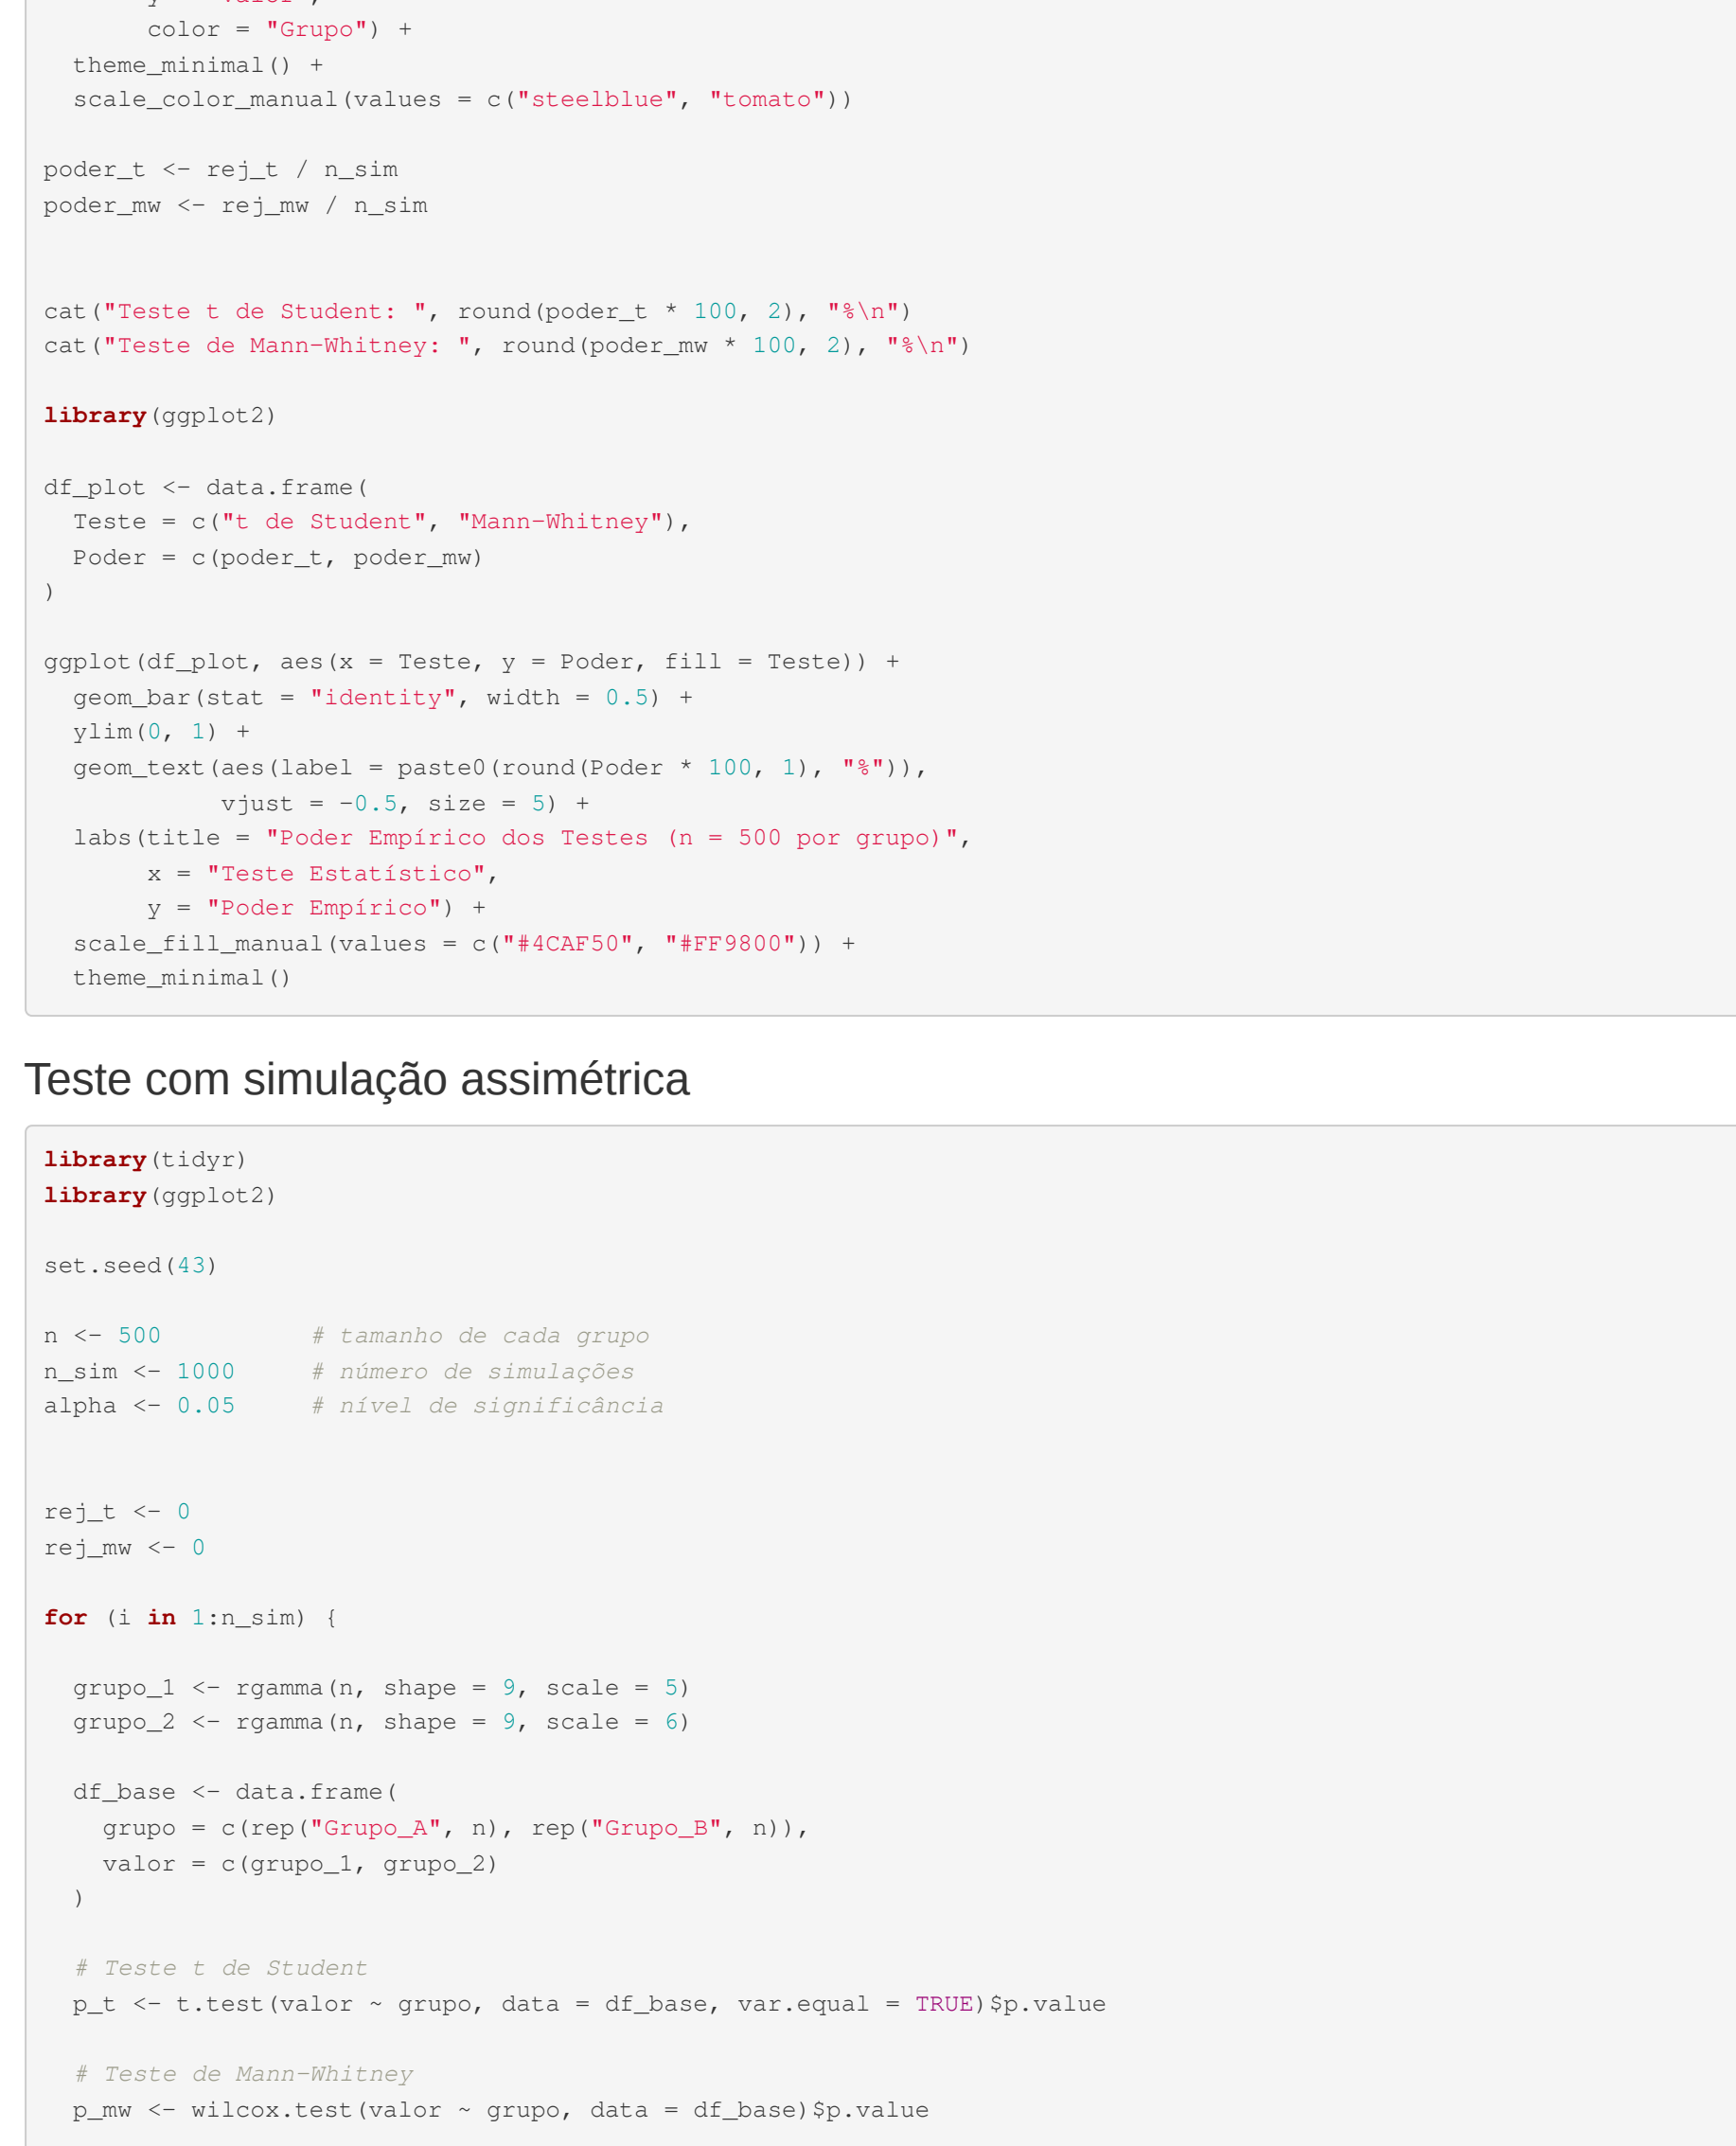 color = "Grupo") +
theme_minimal() +
scale_color_manual(values = c("steelblue", "tomato"))
poder_t <- rej_t / n_sim
poder_mw <- rej_mw / n_sim
cat("Teste t de Student: ", round(poder_t * 100, 2), "%\n")
cat("Teste de Mann-Whitney: ", round(poder_mw * 100, 2), "%\n")
library(ggplot2)
df_plot <- data.frame(
Teste = c("t de Student", "Mann-Whitney"),
Poder = c(poder_t, poder_mw)
)
ggplot(df_plot, aes(x = Teste, y = Poder, fill = Teste)) +
geom_bar(stat = "identity", width = 0.5) +
ylim(0, 1) +
geom_text(aes(label = paste0(round(Poder * 100, 1), "%")),
vjust = -0.5, size = 5) +
labs(title = "Poder Empírico dos Testes (n = 500 por grupo)",
x = "Teste Estatístico",
y = "Poder Empírico") +
scale_fill_manual(values = c("#4CAF50", "#FF9800")) +
theme_minimal()
Teste com simulação assimétrica
library(tidyr)
library(ggplot2)
set.seed(43)
n <- 500 # tamanho de cada grupo
n_sim <- 1000 # número de simulações
alpha <- 0.05 # nível de significância
rej_t <- 0
rej_mw <- 0
for (i in 1:n_sim) {
grupo_1 <- rgamma(n, shape = 9, scale = 5)
grupo_2 <- rgamma(n, shape = 9, scale = 6)
df_base <- data.frame(
grupo = c(rep("Grupo_A", n), rep("Grupo_B", n)),
valor = c(grupo_1, grupo_2)
)
# Teste t de Student
p_t <- t.test(valor ~ grupo, data = df_base, var.equal = TRUE)$p.value
# Teste de Mann-Whitney
p_mw <- wilcox.test(valor ~ grupo, data = df_base)$p.value